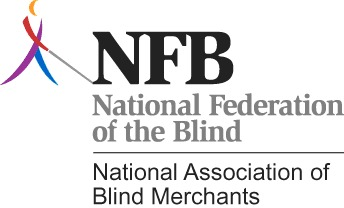 NFB
National Federation
of the Blind
National Association of
Blind Merchants